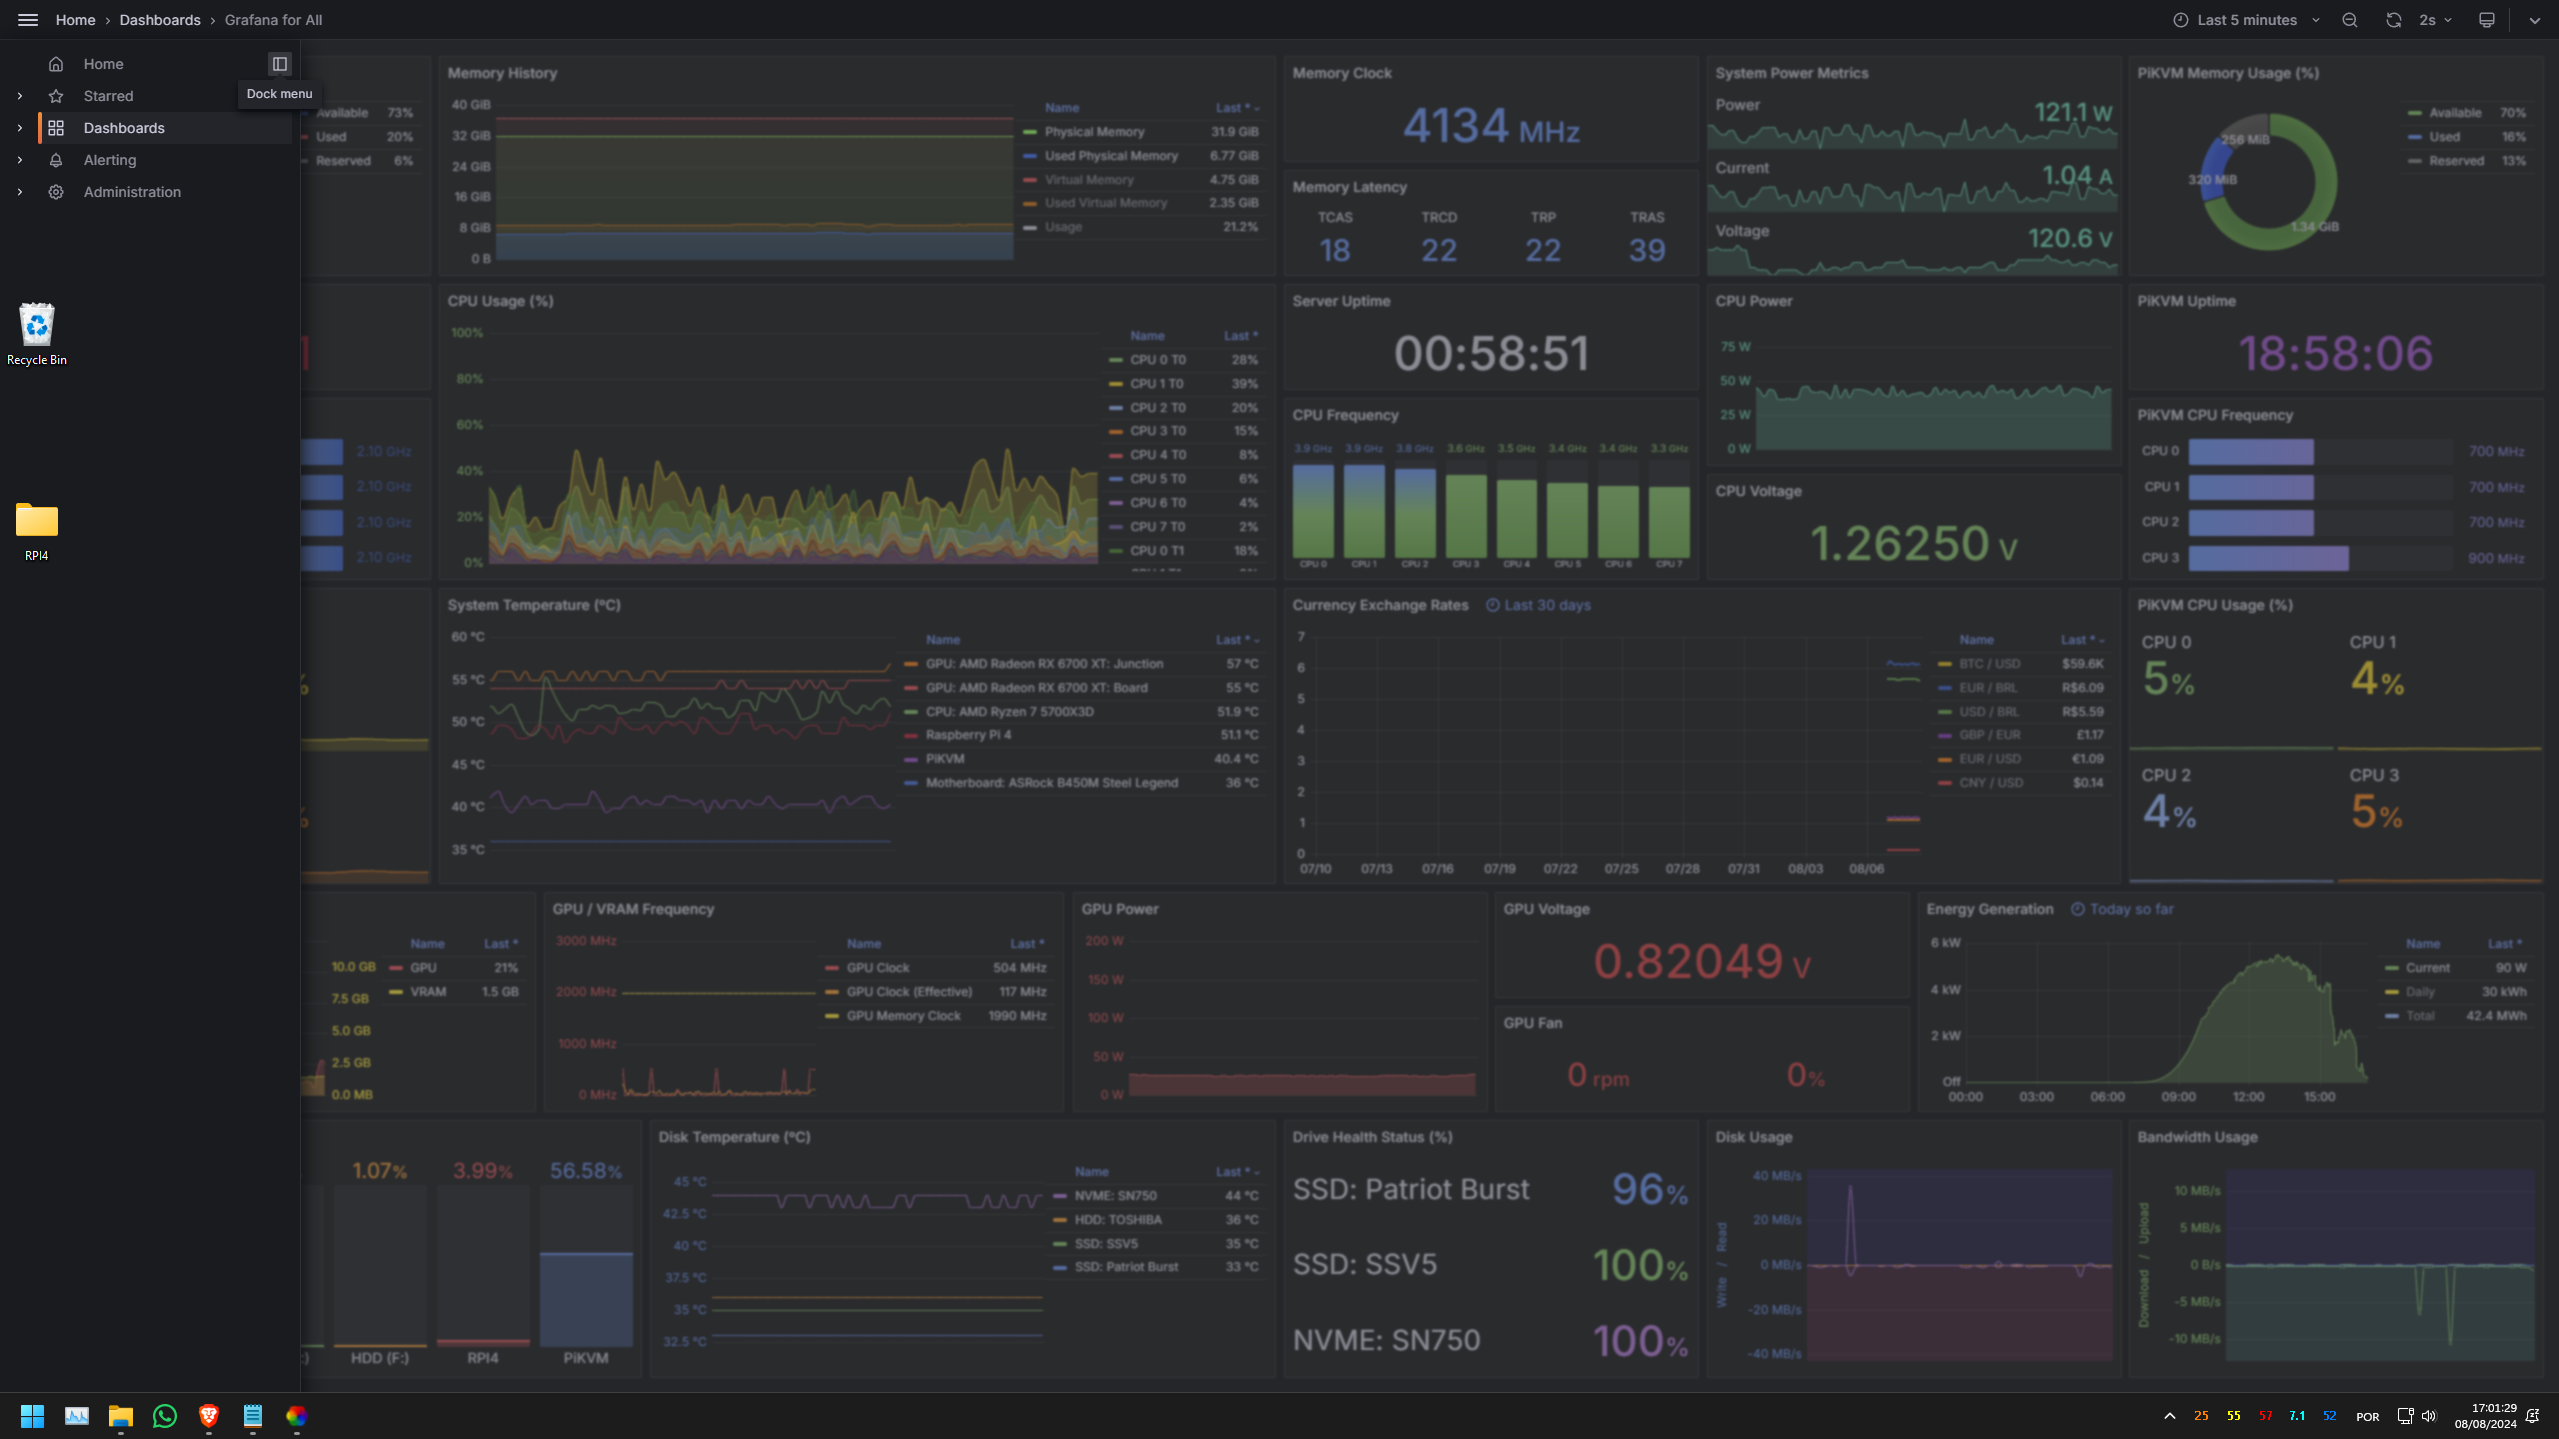 Home › Dashboards › Grafana for All
Last 5 minutes
2s
Home
Dock menu
Starred
Dashboards
Alerting
Administration
Recycle Bin
RPI4
Available 73%
Used 20%
Reserved 6%
2.10 GHz
2.10 GHz
2.10 GHz
2.10 GHz
Memory History
40 GiB
32 GiB
24 GiB
16 GiB
8 GiB
0 B
Name Last *
Physical Memory 31.9 GiB
Used Physical Memory 6.77 GiB
Virtual Memory 4.75 GiB
Used Virtual Memory 2.35 GiB
Usage 21.2%
Memory Clock
4134 MHz
Memory Latency
TCAS TRCD TRP TRAS
18 22 22 39
System Power Metrics
Power
121.1 W
Current
1.04 A
Voltage
120.6 V
PiKVM Memory Usage (%)
256 MiB
320 MiB
1.34 GiB
Available 70%
Used 16%
Reserved 13%
CPU Usage (%)
100%
80%
60%
40%
20%
0%
Name Last *
CPU 0 T0 28%
CPU 1 T0 39%
CPU 2 T0 20%
CPU 3 T0 15%
CPU 4 T0 8%
CPU 5 T0 6%
CPU 6 T0 4%
CPU 7 T0 2%
CPU 0 T1 18%
Server Uptime
00:58:51
CPU Frequency
3.9 GHz 3.9 GHz 3.8 GHz 3.6 GHz 3.5 GHz 3.4 GHz 3.4 GHz 3.3 GHz
CPU 0 CPU 1 CPU 2 CPU 3 CPU 4 CPU 5 CPU 6 CPU 7
CPU Power
75 W
50 W
25 W
0 W
CPU Voltage
1.26250 V
PiKVM Uptime
18:58:06
PiKVM CPU Frequency
CPU 0 700 MHz
CPU 1 700 MHz
CPU 2 700 MHz
CPU 3 900 MHz
System Temperature (ºC)
60 °C
55 °C
50 °C
45 °C
40 °C
35 °C
Name Last *
GPU: AMD Radeon RX 6700 XT: Junction 57 °C
GPU: AMD Radeon RX 6700 XT: Board 55 °C
CPU: AMD Ryzen 7 5700X3D 51.9 °C
Raspberry Pi 4 51.1 °C
PiKVM 40.4 °C
Motherboard: ASRock B450M Steel Legend 36 °C
Currency Exchange Rates Last 30 days
7
6
5
4
3
2
1
0
07/10 07/13 07/16 07/19 07/22 07/25 07/28 07/31 08/03 08/06
Name Last *
BTC / USD $59.6K
EUR / BRL R$6.09
USD / BRL R$5.59
GBP / EUR £1.17
EUR / USD €1.09
CNY / USD $0.14
PiKVM CPU Usage (%)
CPU 0 CPU 1
5% 4%
CPU 2 CPU 3
4% 5%
10.0 GB
7.5 GB
5.0 GB
2.5 GB
0.0 MB
Name Last *
GPU 21%
VRAM 1.5 GB
GPU / VRAM Frequency
3000 MHz
2000 MHz
1000 MHz
0 MHz
Name Last *
GPU Clock 504 MHz
GPU Clock (Effective) 117 MHz
GPU Memory Clock 1990 MHz
GPU Power
200 W
150 W
100 W
50 W
0 W
GPU Voltage
0.82049 V
GPU Fan
0 rpm 0%
Energy Generation Today so far
6 kW
4 kW
2 kW
Off
00:00 03:00 06:00 09:00 12:00 15:00
Name Last *
Current 90 W
Daily 30 kWh
Total 42.4 MWh
1.07% 3.99% 56.58%
:) HDD (F:) RPI4 PiKVM
Disk Temperature (ºC)
45 °C
42.5 °C
40 °C
37.5 °C
35 °C
32.5 °C
Name Last *
NVME: SN750 44 °C
HDD: TOSHIBA 36 °C
SSD: SSV5 35 °C
SSD: Patriot Burst 33 °C
Drive Health Status (%)
SSD: Patriot Burst 96%
SSD: SSV5 100%
NVME: SN750 100%
Disk Usage
Write / Read
40 MB/s
20 MB/s
0 MB/s
-20 MB/s
-40 MB/s
Bandwidth Usage
Download / Upload
10 MB/s
5 MB/s
0 B/s
-5 MB/s
-10 MB/s
25 55 57 7.1 52 POR
17:01:29
08/08/2024